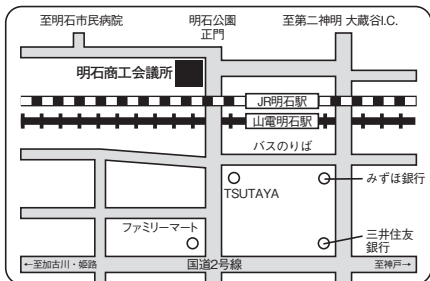 至明石市民病院
明石公園
正門
至第二神明 大蔵谷I.C.
明石商工会議所
JR明石駅
山電明石駅
バスのりば
TSUTAYA
みずほ銀行
ファミリーマート
三井住友
銀行
←至加古川・姫路
国道2号線
至神戸→